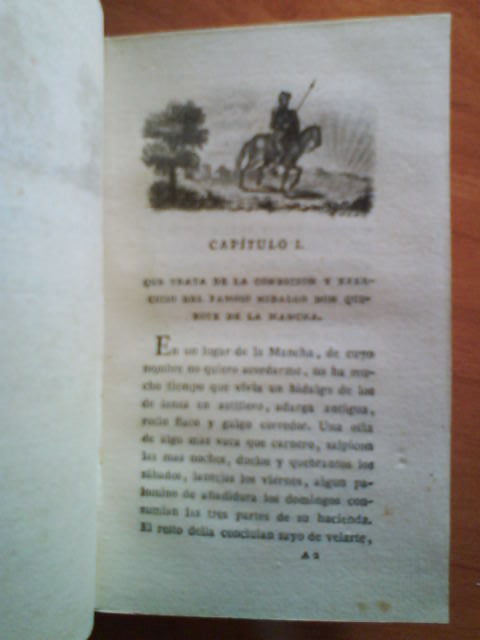 CAPÍTULO I.
QUE TRATA DE LA CONDICION Y EXER-
CICIO DEL FAMOSO HIDALGO DON QUI-
XOTE DE LA MANCHA.
En un lugar de la Mancha, de cuyo
nombre no quiero acordarme, no ha mu-
cho tiempo que vivia un hidalgo de los
de lanza en astillero, adarga antigua,
rocin flaco y galgo corredor. Una olla
de algo mas vaca que carnero, salpicon
las mas noches, duelos y quebrantos los
sábados, lantejas los viernes, algun pa-
lomino de añadidura los domingos con-
sumian las tres partes de su hacienda.
El resto della concluian sayo de velarte,
A 2